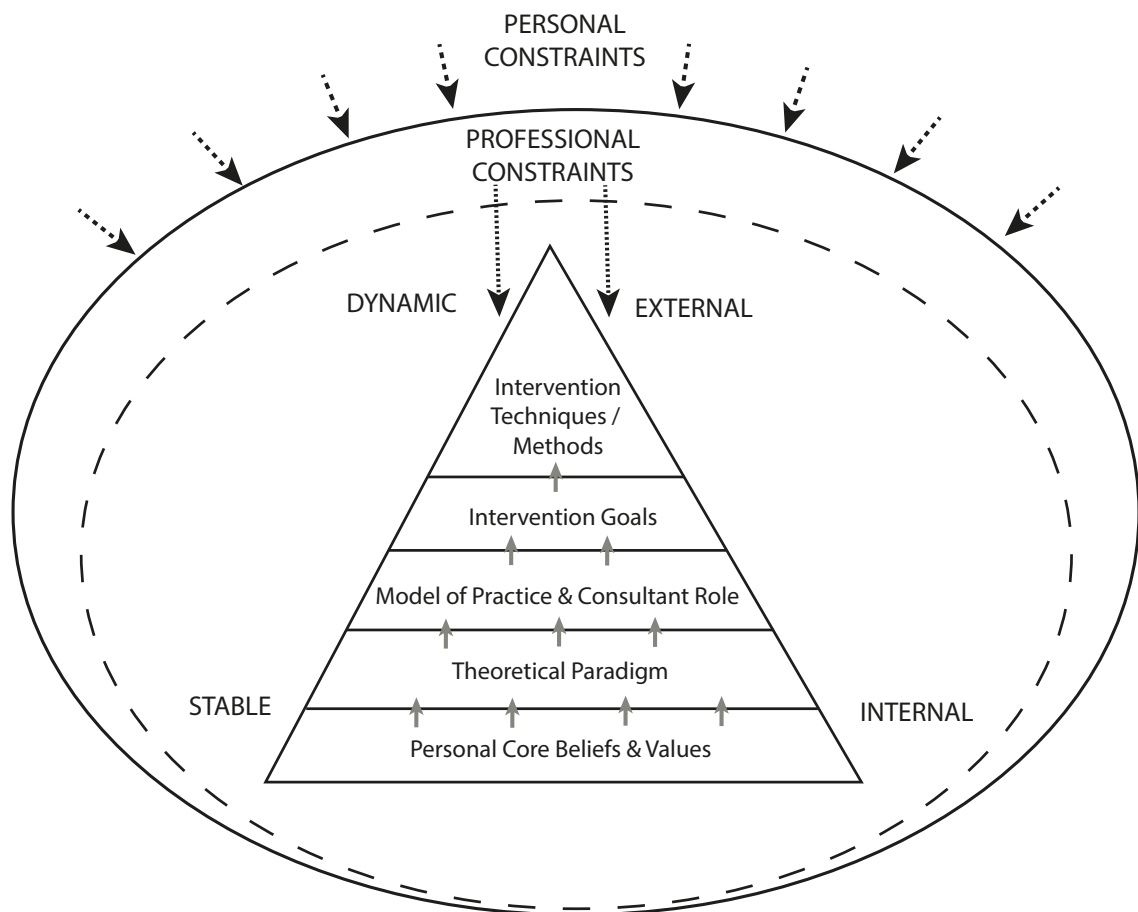 PERSONAL
CONSTRAINTS
PROFESSIONAL
CONSTRAINTS
DYNAMIC
EXTERNAL
Intervention
Techniques /
Methods
Intervention Goals
Model of Practice & Consultant Role
Theoretical Paradigm
STABLE
INTERNAL
Personal Core Beliefs & Values